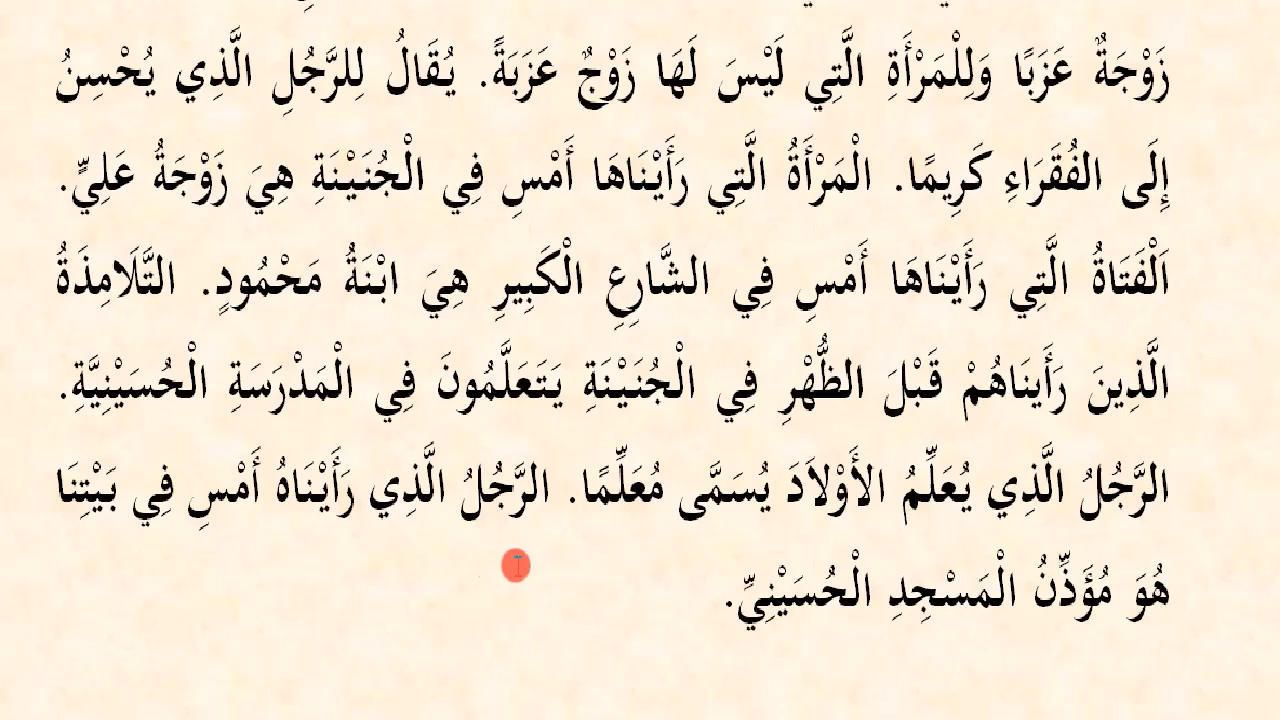 زَوْجَةٌ عَزَبًا وَلِلْمَرْأَةِ الَّتِي لَيْسَ لَهَا زَوْجٌ عَزَبَةً. يُقَالُ لِلرَّجُلِ الَّذِي يُحْسِنُ
إِلَى الفُقَرَاءِ كَرِيمًا. الْمَرْأَةُ الَّتِي رَأَيْنَاهَا أَمْسِ فِي الْجُنَيْنَةِ هِيَ زَوْجَةُ عَلِيٍّ.
اَلْفَتَاةُ الَّتِي رَأَيْنَاهَا أَمْسِ فِي الشَّارِعِ الْكَبِيرِ هِيَ ابْنَةُ مَحْمُودٍ. التَّلَامِذَةُ
الَّذِينَ رَأَينَاهُمْ قَبْلَ الظُّهْرِ فِي الْجُنَيْنَةِ يَتَعَلَّمُونَ فِي الْمَدْرَسَةِ الْحُسَيْنِيَّةِ.
الرَّجُلُ الَّذِي يُعَلِّمُ الأَوْلاَدَ يُسَمَّى مُعَلِّمًا. الرَّجُلُ الَّذِي رَأَيْنَاهُ أَمْسِ فِي بَيْتِنَا
هُوَ مُؤَذِّنُ الْمَسْجِدِ الْحُسَيْنِيِّ.